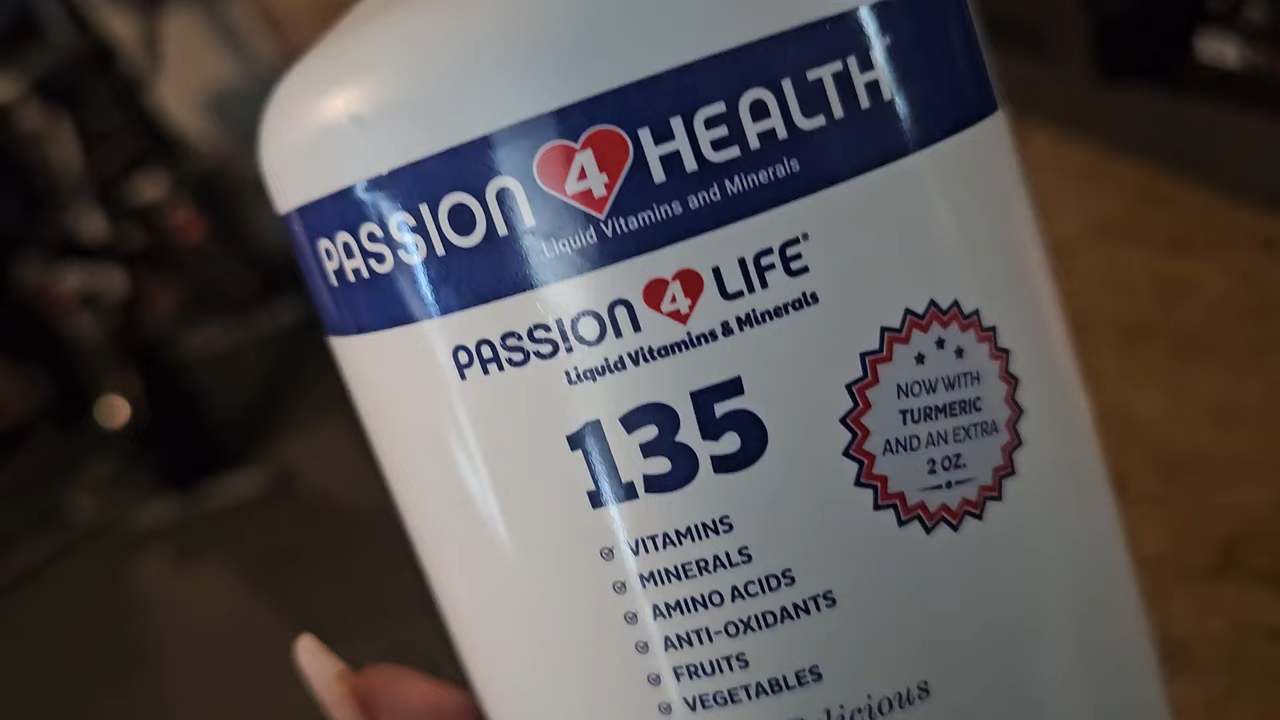 PASSION 4 HEALTH
Liquid Vitamins and Minerals
PASSION 4 LIFE®
Liquid Vitamins & Minerals
135
VITAMINS
MINERALS
AMINO ACIDS
ANTI-OXIDANTS
FRUITS
VEGETABLES
NOW WITH
TURMERIC
AND AN EXTRA
2 OZ.